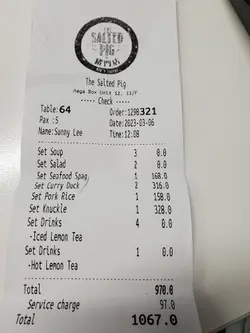 THE
SALTED
PIG
The Salted Pig
Mega Box Unit 12, 11/F
----- Check -----
Table:64 Order:1298321
Pax :5 Date:2023-03-06
Name:Sunny Lee Time:12:08
Set Soup 3 0.0
Set Salad 2 0.0
Set Seafood Spag. 1 168.0
Set Curry Duck 2 316.0
Set Pork Rice 1 158.0
Set Knuckle 1 328.0
Set Drinks 4 0.0
-Iced Lemon Tea
Set Drinks 1 0.0
-Hot Lemon Tea
Total 970.0
Service charge 97.0
Total 1067.0